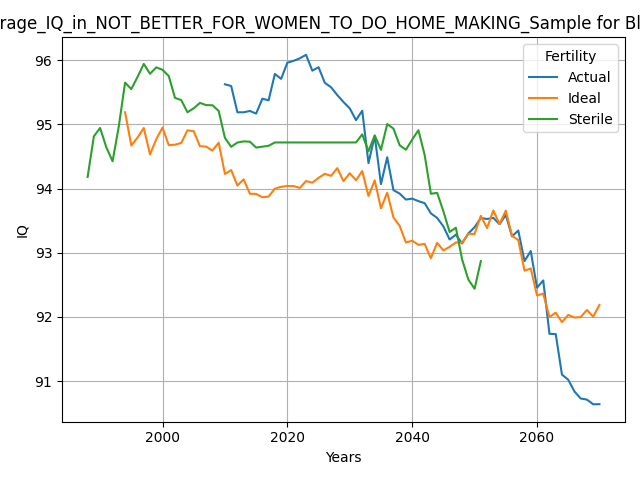 rage_IQ_in_NOT_BETTER_FOR_WOMEN_TO_DO_HOME_MAKING_Sample for Bl
Fertility
Actual
Ideal
Sterile
96
95
94
93
92
91
IQ
2000
2020
2040
2060
Years